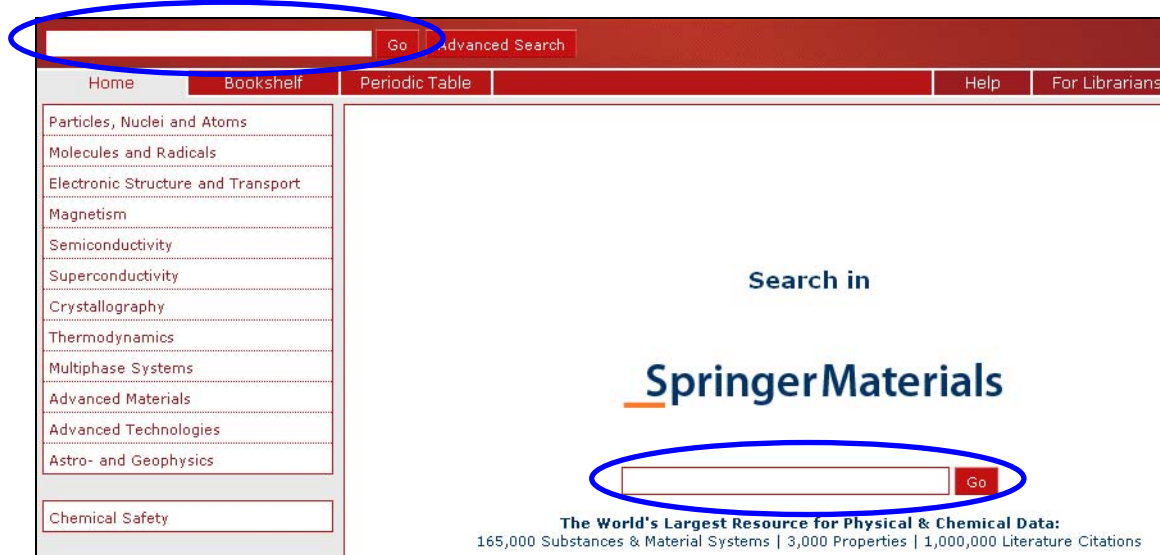 Go Advanced Search
Home Bookshelf Periodic Table Help For Librarians
Particles, Nuclei and Atoms
Molecules and Radicals
Electronic Structure and Transport
Magnetism
Semiconductivity
Superconductivity
Crystallography
Thermodynamics
Multiphase Systems
Advanced Materials
Advanced Technologies
Astro- and Geophysics
Chemical Safety
Search in
SpringerMaterials
Go
The World's Largest Resource for Physical & Chemical Data:
165,000 Substances & Material Systems | 3,000 Properties | 1,000,000 Literature Citations